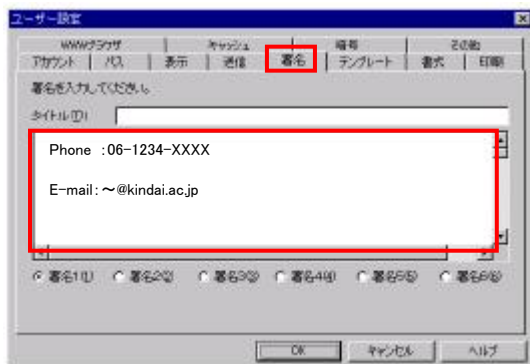 ユーザー設定
WWWブラウザ キャッシュ 暗号 その他
アカウント パス 表示 送信 署名 テンプレート 書式 印刷
署名を入力してください。
タイトル(D)
Phone :06-1234-XXXX
E-mail:～@kindai.ac.jp
署名1(1) 署名2(2) 署名3(3) 署名4(4) 署名5(5) 署名6(6)
OK キャンセル ヘルプ